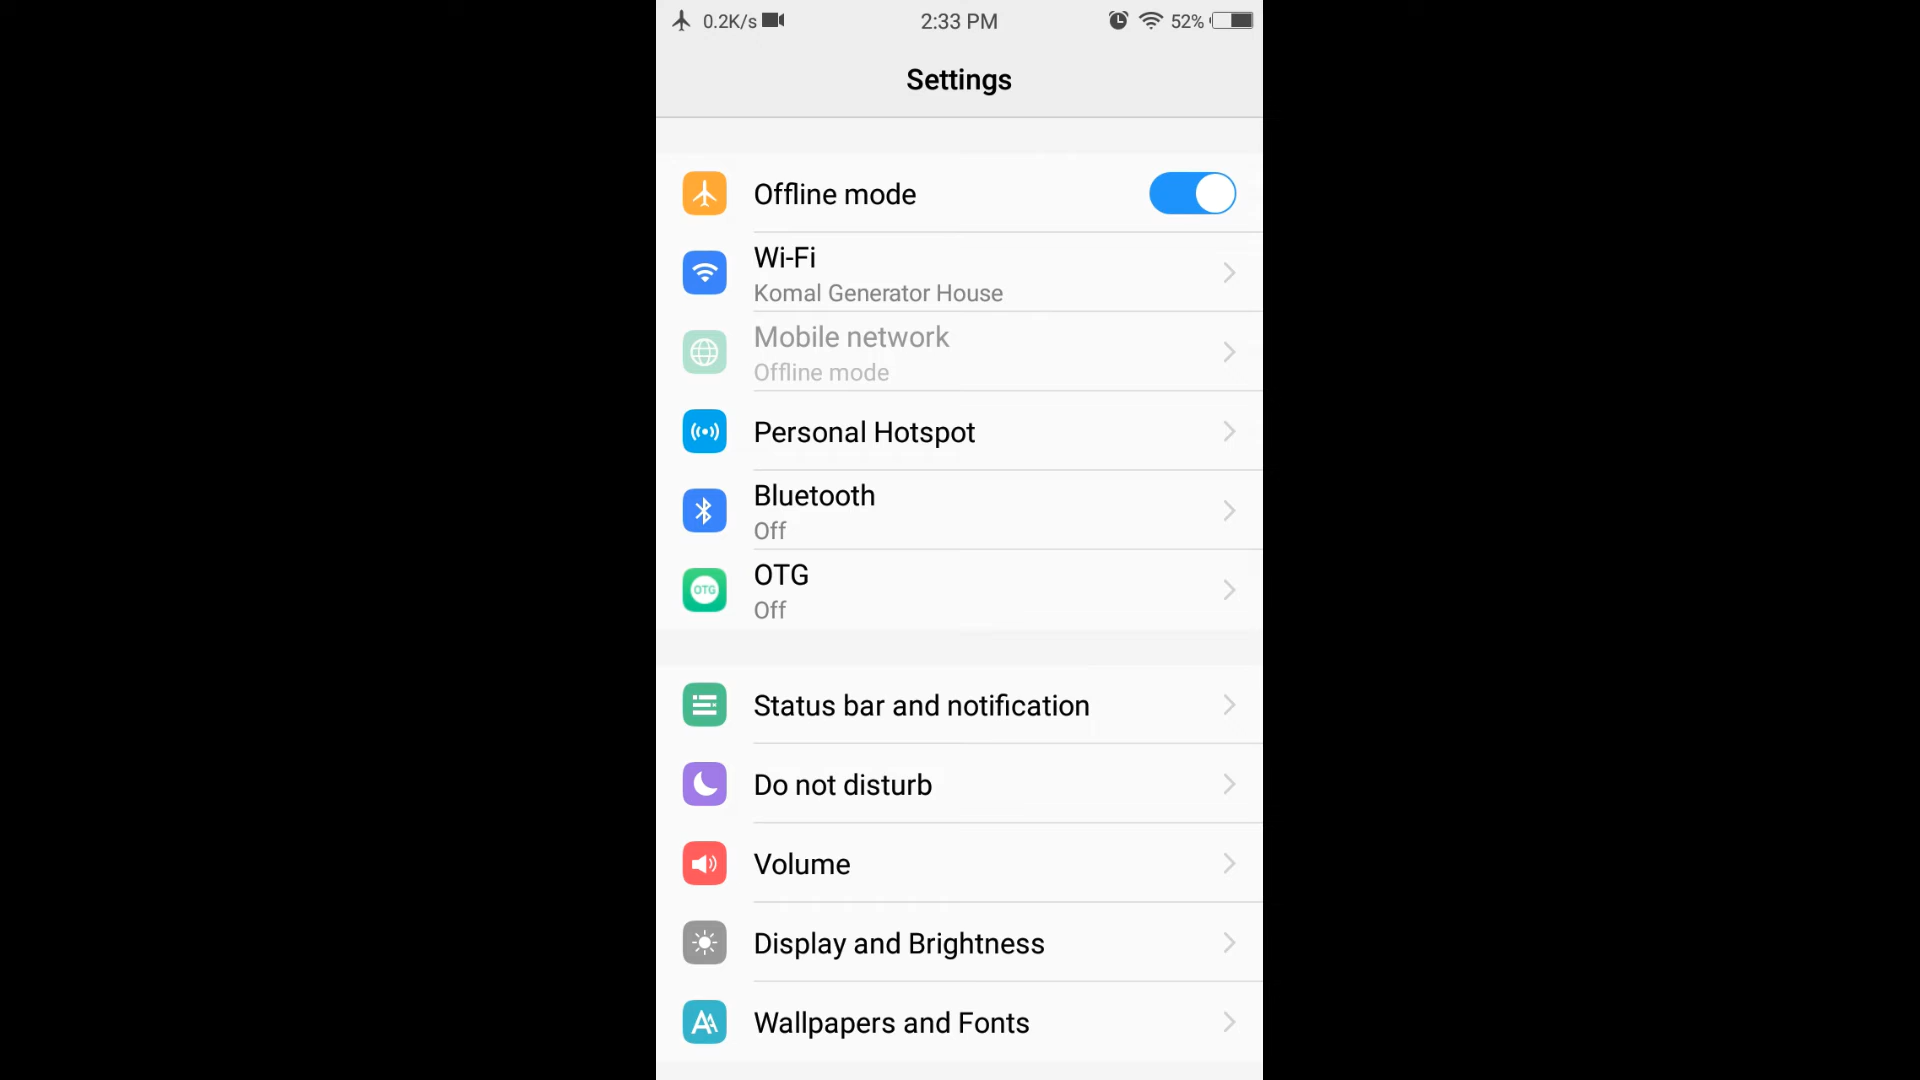 0.2K/s 2:33 PM 52%
Settings
Offline mode
Wi-Fi
Komal Generator House
Mobile network
Offline mode
Personal Hotspot
Bluetooth
Off
OTG
OTG
Off
Status bar and notification
Do not disturb
Volume
Display and Brightness
AA Wallpapers and Fonts